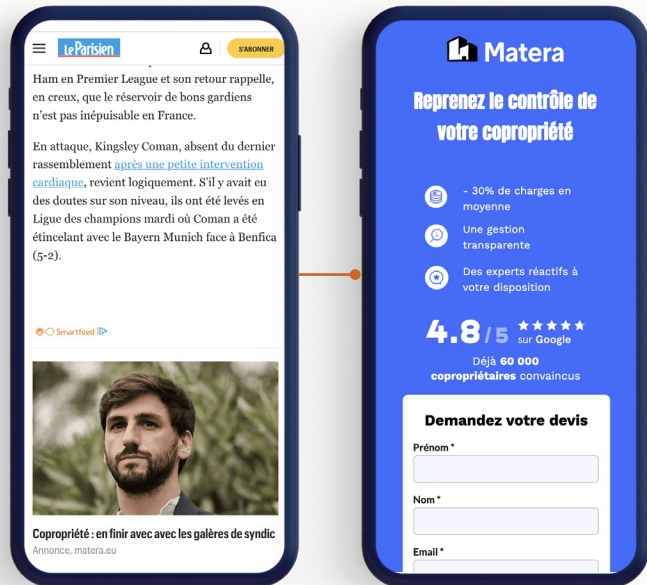 Le Parisien
S'ABONNER
Ham en Premier League et son retour rappelle,
en creux, que le réservoir de bons gardiens
n'est pas inépuisable en France.
En attaque, Kingsley Coman, absent du dernier
rassemblement après une petite intervention
cardiaque, revient logiquement. S'il y avait eu
des doutes sur son niveau, ils ont été levés en
Ligue des champions mardi où Coman a été
étincelant avec le Bayern Munich face à Benfica
(5-2).
Smartfeed
Copropriété : en finir avec avec les galères de syndic
Annonce, matera.eu
Matera
Reprenez le contrôle de
votre copropriété
- 30% de charges en
moyenne
Une gestion
transparente
Des experts réactifs à
votre disposition
4.8/5
sur Google
Déjà 60 000
copropriétaires convaincus
Demandez votre devis
Prénom *
Nom *
Email *